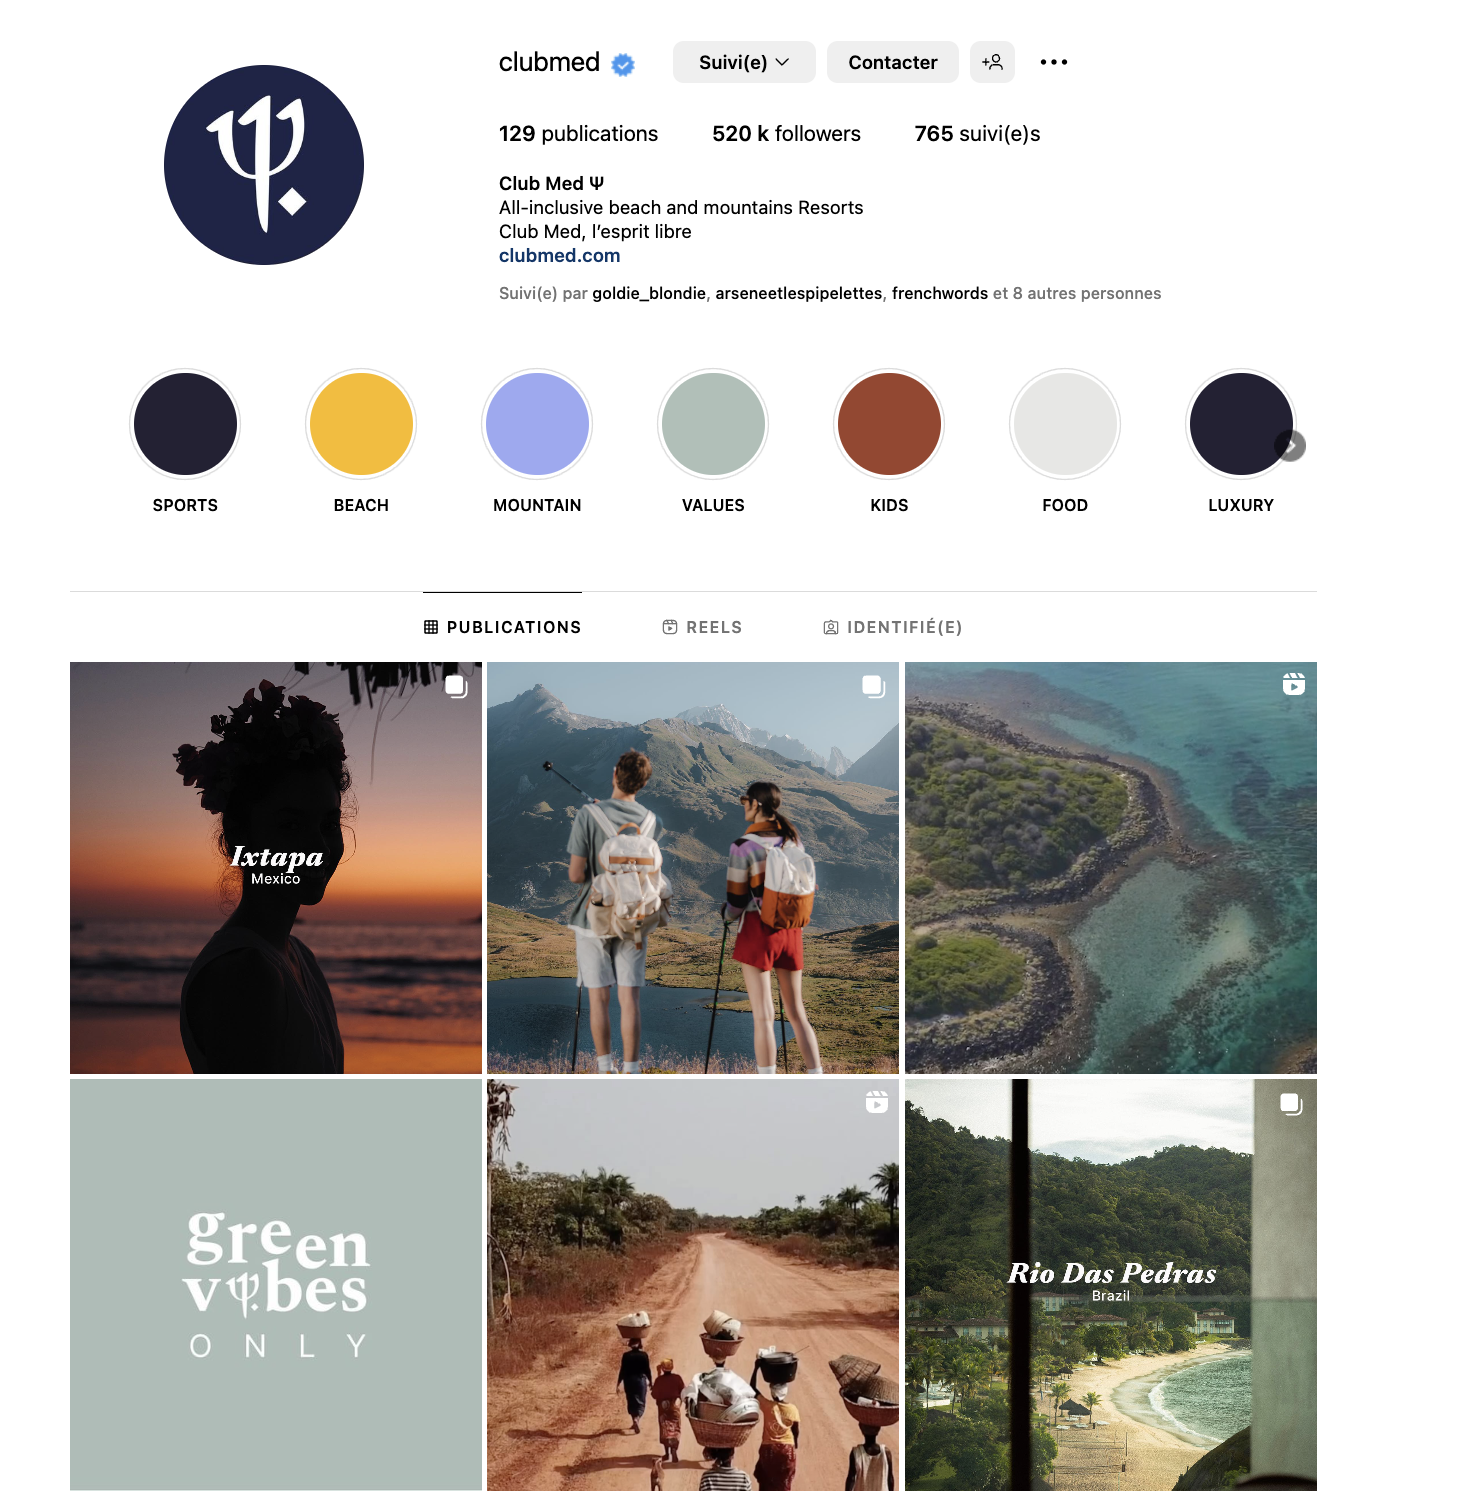 clubmed Suivi(e) Contacter
129 publications 520 k followers 765 suivi(e)s
Club Med Ψ
All-inclusive beach and mountains Resorts
Club Med, l’esprit libre
clubmed.com
Suivi(e) par goldie_blondie, arseneetlespipelettes, frenchwords et 8 autres personnes
SPORTS BEACH MOUNTAIN VALUES KIDS FOOD LUXURY
PUBLICATIONS REELS IDENTIFIÉ(E)
Ixtapa
Mexico
green
vibes
ONLY
Rio Das Pedras
Brazil